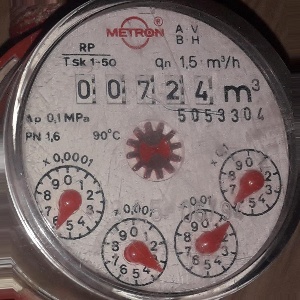 METRON ®
A · V
B H
RP
T sk 1-50
Qn 1,5 · m³/h
0 0 7 2 4 m³
5053304
Δp 0,1 MPa
PN 1,6
90°C
x 0,0001
x 0,001
x 0,01
x 0,1